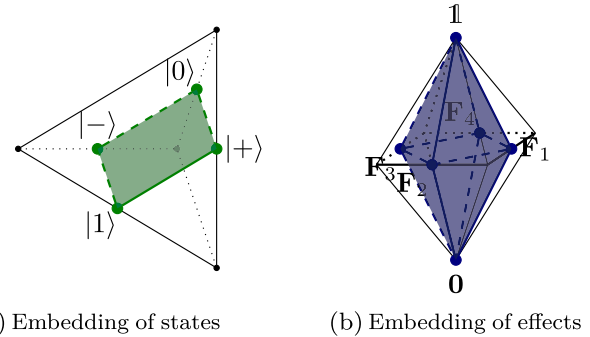 |0⟩
|−⟩
|+⟩
|1⟩
) Embedding of states
𝟙
F₄
F₁
F₃
F₂
0
(b) Embedding of effects